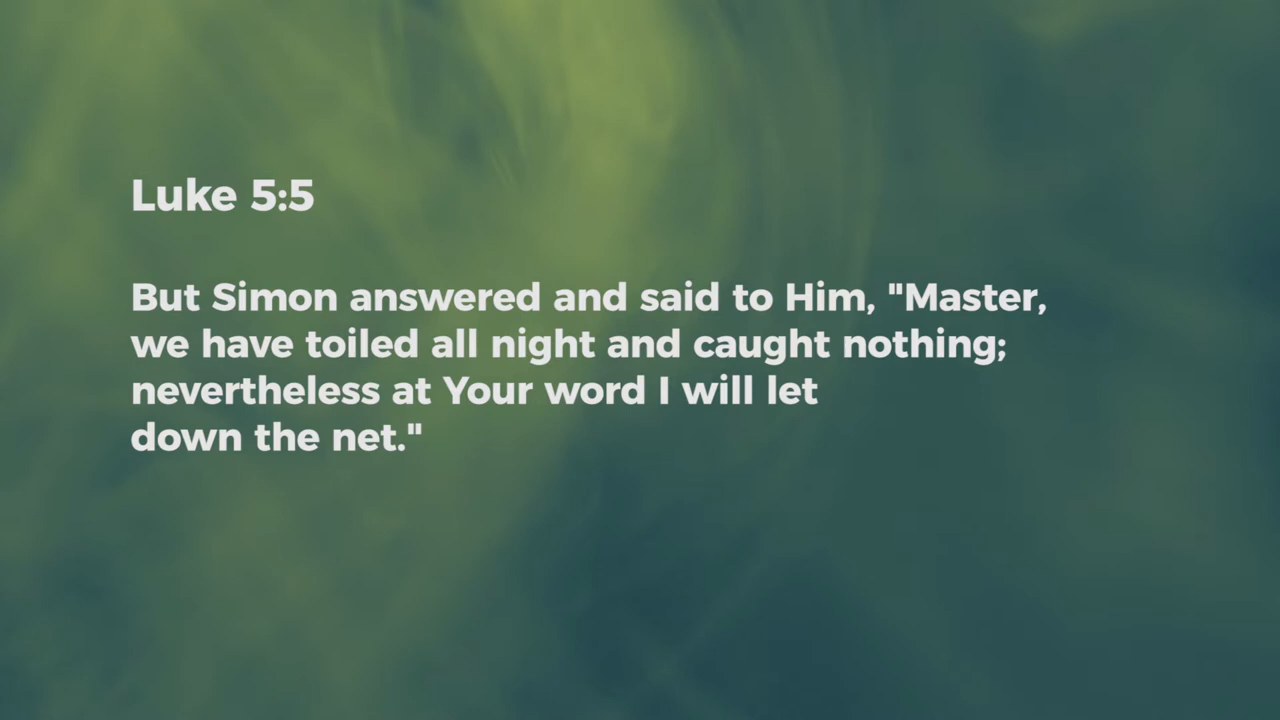 Luke 5:5
But Simon answered and said to Him, "Master,
we have toiled all night and caught nothing;
nevertheless at Your word I will let
down the net."